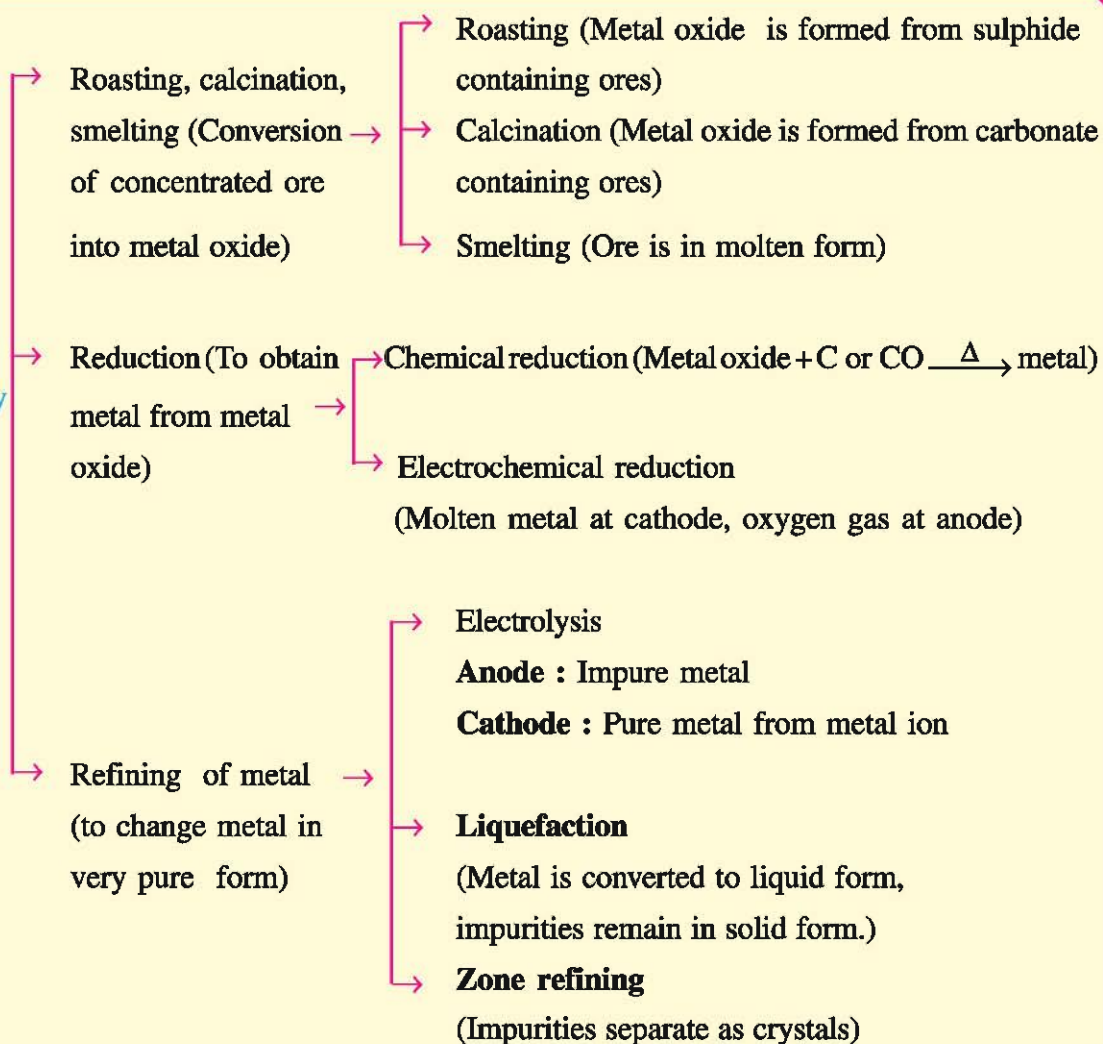 Roasting (Metal oxide is formed from sulphide
containing ores)
Roasting, calcination,
smelting (Conversion
of concentrated ore
into metal oxide)
Calcination (Metal oxide is formed from carbonate
containing ores)
Smelting (Ore is in molten form)
Reduction (To obtain
metal from metal
oxide)
Chemical reduction (Metal oxide + C or CO —Δ→ metal)
Electrochemical reduction
(Molten metal at cathode, oxygen gas at anode)
Electrolysis
Anode : Impure metal
Cathode : Pure metal from metal ion
Refining of metal
(to change metal in
very pure form)
Liquefaction
(Metal is converted to liquid form,
impurities remain in solid form.)
Zone refining
(Impurities separate as crystals)